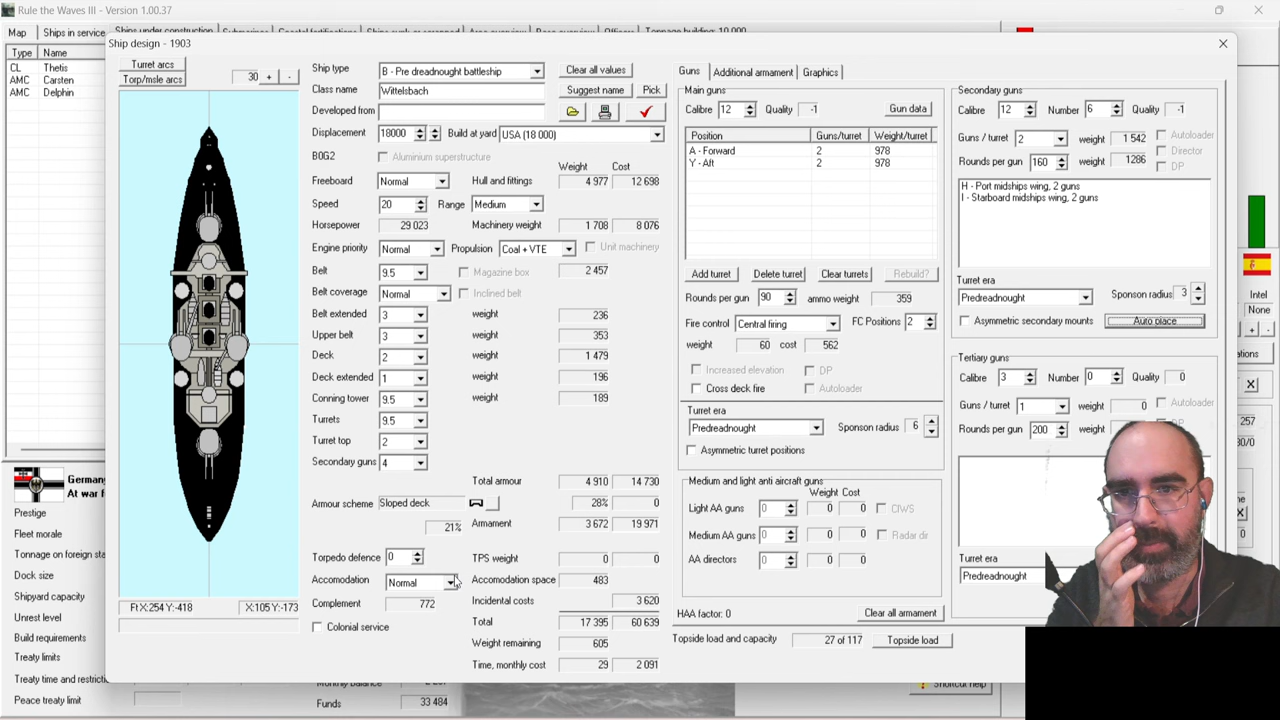 Rule the Waves III - Version 1.00.37
Map Ships in service
Tonnage building: 10 000
Type Name
CL Thetis
AMC Carsten
AMC Delphin
Ship design - 1903
Turret arcs
Torp/msle arcs
30 + -
Ft X:254 Y:-418 X:105 Y:-173
Ship type B - Pre dreadnought battleship Clear all values
Class name Wittelsbach Suggest name Pick
Developed from
Displacement 18000 Build at yard USA (18 000)
B0G2 Aluminium superstructure
Weight Cost
Freeboard Normal Hull and fittings 4 977 12 698
Speed 20 Range Medium
Horsepower 29 023 Machinery weight 1 708 8 076
Engine priority Normal Propulsion Coal + VTE Unit machinery
Belt 9.5 Magazine box 2 457
Belt coverage Normal Inclined belt
Belt extended 3 weight 236
Upper belt 3 weight 353
Deck 2 weight 1 479
Deck extended 1 weight 196
Conning tower 9.5 weight 189
Turrets 9.5
Turret top 2
Secondary guns 4
Total armour 4 910 14 730
Armour scheme Sloped deck 28% 0
21% Armament 3 672 19 971
Torpedo defence 0 TPS weight 0 0
Accomodation Normal Accomodation space 483
Complement 772 Incidental costs 3 620
Colonial service Total 17 395 60 639
Weight remaining 605
Time, monthly cost 29 2 091
Guns Additional armament Graphics
Main guns
Calibre 12 Quality -1 Gun data
Position Guns/turret Weight/turret
A - Forward 2 978
Y - Aft 2 978
Add turret Delete turret Clear turrets Rebuild?
Rounds per gun 90 ammo weight 359
Fire control Central firing FC Positions 2
weight 60 cost 562
Increased elevation DP
Cross deck fire Autoloader
Turret era
Predreadnought Sponson radius 6
Asymmetric turret positions
Medium and light anti aircraft guns
Weight Cost
Light AA guns 0 0 0 CIWS
Medium AA guns 0 0 0 Radar dir
AA directors 0 0 0
HAA factor: 0 Clear all armament
Topside load and capacity 27 of 117 Topside load
Secondary guns
Calibre 12 Number 6 Quality -1
Guns / turret 2 weight 1 542 Autoloader
Director
Rounds per gun 160 weight 1286 DP
H - Port midships wing, 2 guns
I - Starboard midships wing, 2 guns
Turret era
Predreadnought Sponson radius 3
Asymmetric secondary mounts Auto place
Tertiary guns
Calibre 3 Number 0 Quality 0
Guns / turret 1 weight 0 Autoloader
Rounds per gun 200 weight
Turret era
Predreadnought
Intel
None
257
Germany
At war
Prestige
Fleet morale
Tonnage on foreign sta
Dock size
Shipyard capacity
Unrest level
Build requirements
Treaty limits
Treaty time and restricti
Peace treaty limit
Funds 33 484
Shortcut help